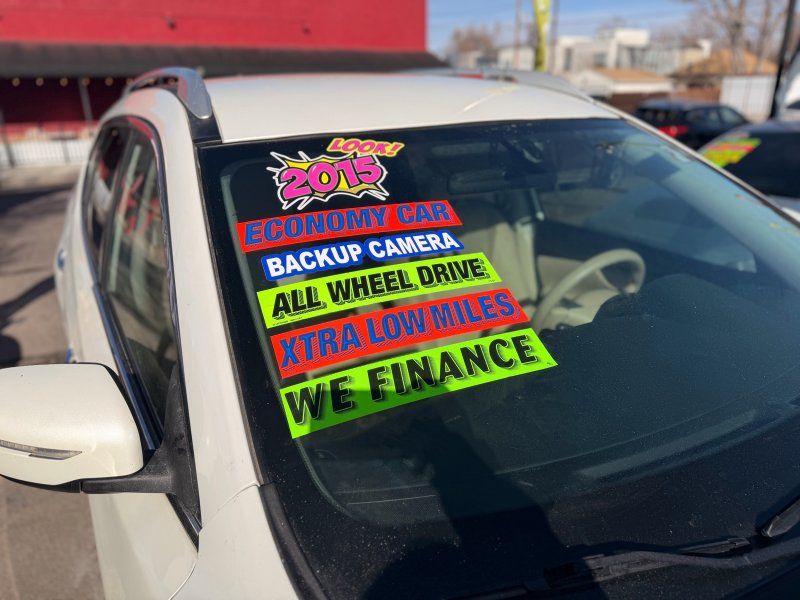 LOOK!
2015
ECONOMY CAR
BACKUP CAMERA
ALL WHEEL DRIVE
XTRA LOW MILES
WE FINANCE